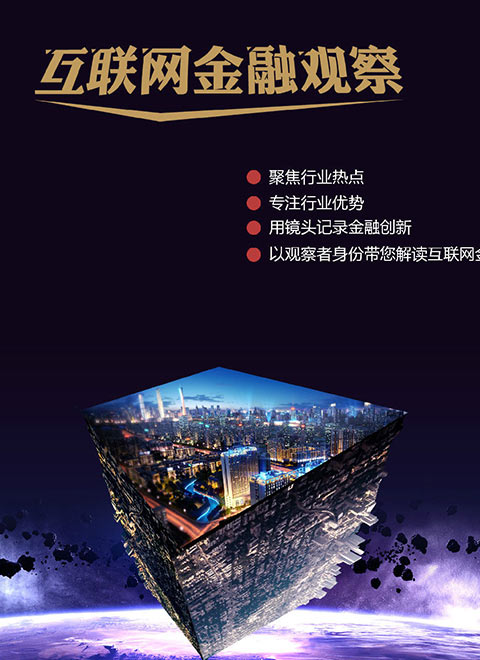 互联网金融观察
聚焦行业热点
专注行业优势
用镜头记录金融创新
以观察者身份带您解读互联网金